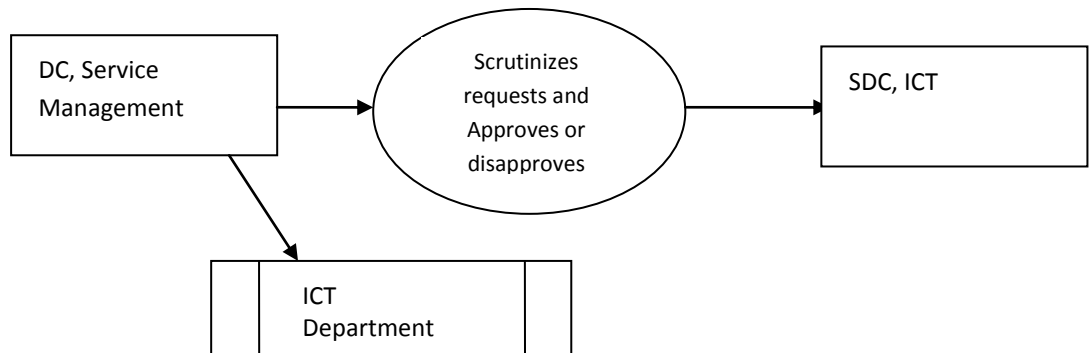 DC, Service
Management
Scrutinizes
requests and
Approves or
disapproves
SDC, ICT
ICT
Department